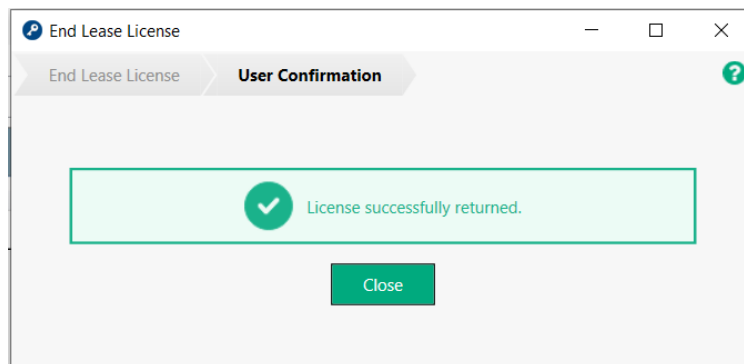 End Lease License
End Lease License
User Confirmation
?
License successfully returned.
Close